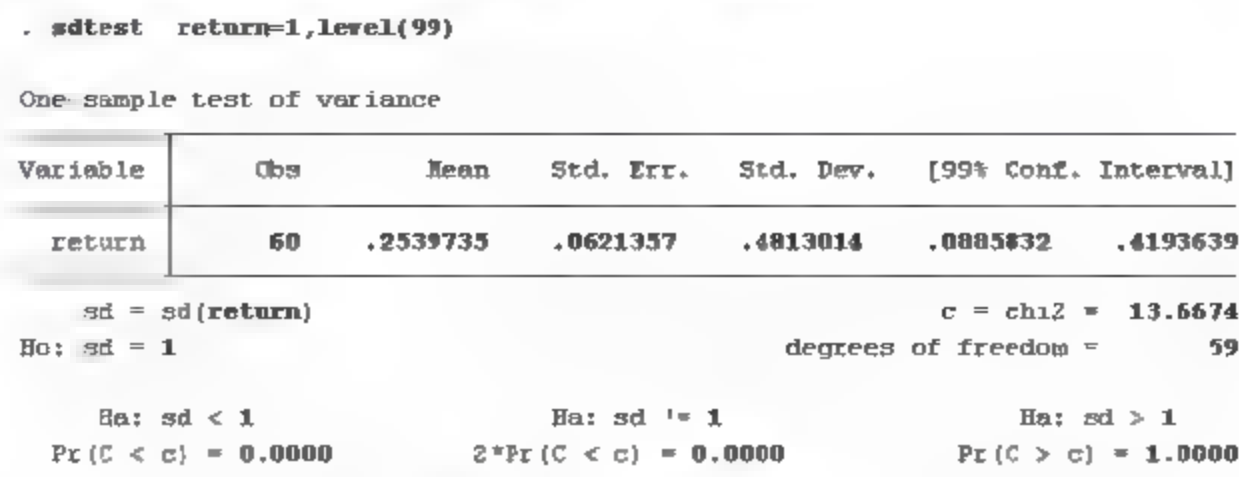 . sdtest return=1,level(99)
One-sample test of variance
Variable Obs Mean Std. Err. Std. Dev. [99% Conf. Interval]
return 60 .2539735 .0621357 .4813014 .0885832 .4193639
sd = sd(return) c = chi2 = 13.6674
Ho: sd = 1 degrees of freedom = 59
Ha: sd < 1 Ha: sd != 1 Ha: sd > 1
Pr(C < c) = 0.0000 2*Pr(C < c) = 0.0000 Pr(C > c) = 1.0000